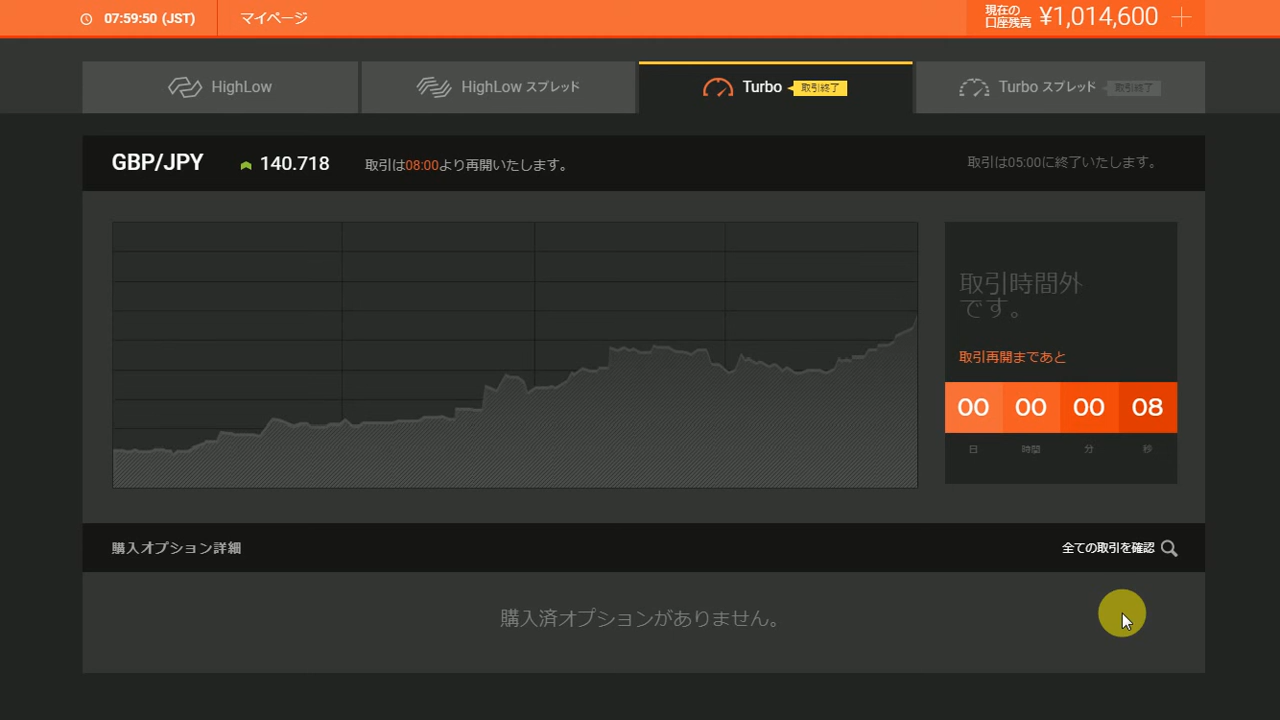 07:59:50 (JST)
マイページ
現在の
口座残高
¥1,014,600
HighLow
HighLow スプレッド
Turbo 取引終了
Turbo スプレッド 取引終了
GBP/JPY 140.718 取引は08:00より再開いたします。
取引は05:00に終了いたします。
取引時間外
です。
取引再開まであと
00 00 00 08
日 時間 分 秒
購入オプション詳細
全ての取引を確認
購入済オプションがありません。